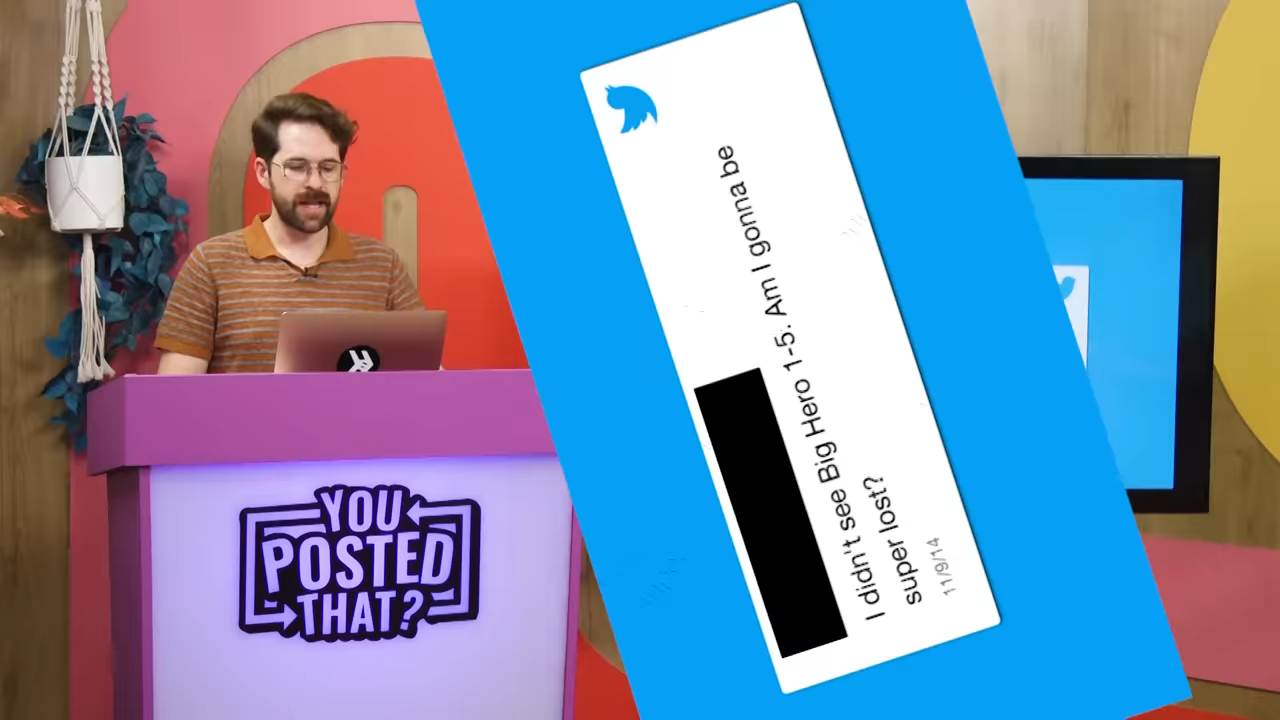 YOU
POSTED
THAT?
I didn't see Big Hero 1-5. Am I gonna be
super lost?
11/9/14